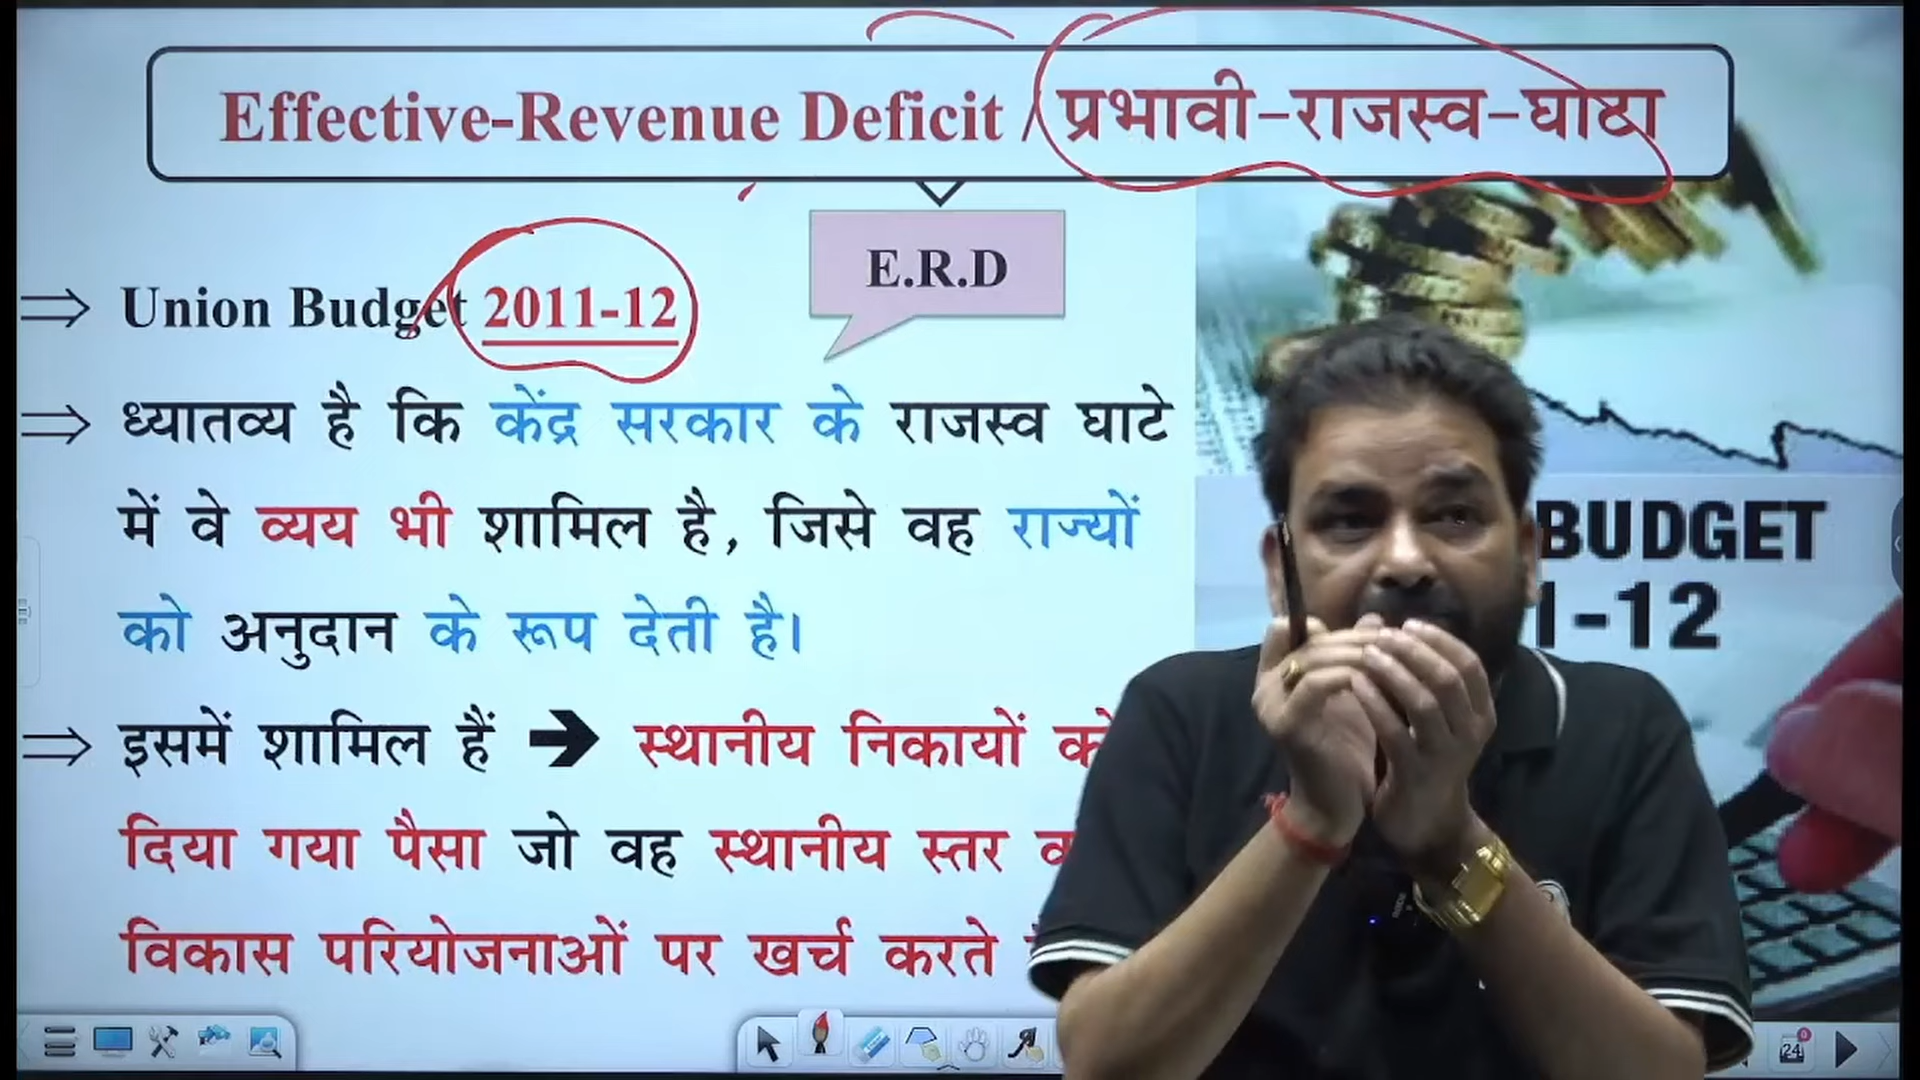 Effective-Revenue Deficit / प्रभावी-राजस्व-घाटा
E.R.D
⇒ Union Budget 2011-12
⇒ ध्यातव्य है कि केंद्र सरकार के राजस्व घाटे
में वे व्यय भी शामिल है, जिसे वह राज्यों
को अनुदान के रूप देती है।
⇒ इसमें शामिल हैं ➔ स्थानीय निकायों को
दिया गया पैसा जो वह स्थानीय स्तर
विकास परियोजनाओं पर खर्च करते
BUDGET
-12
24